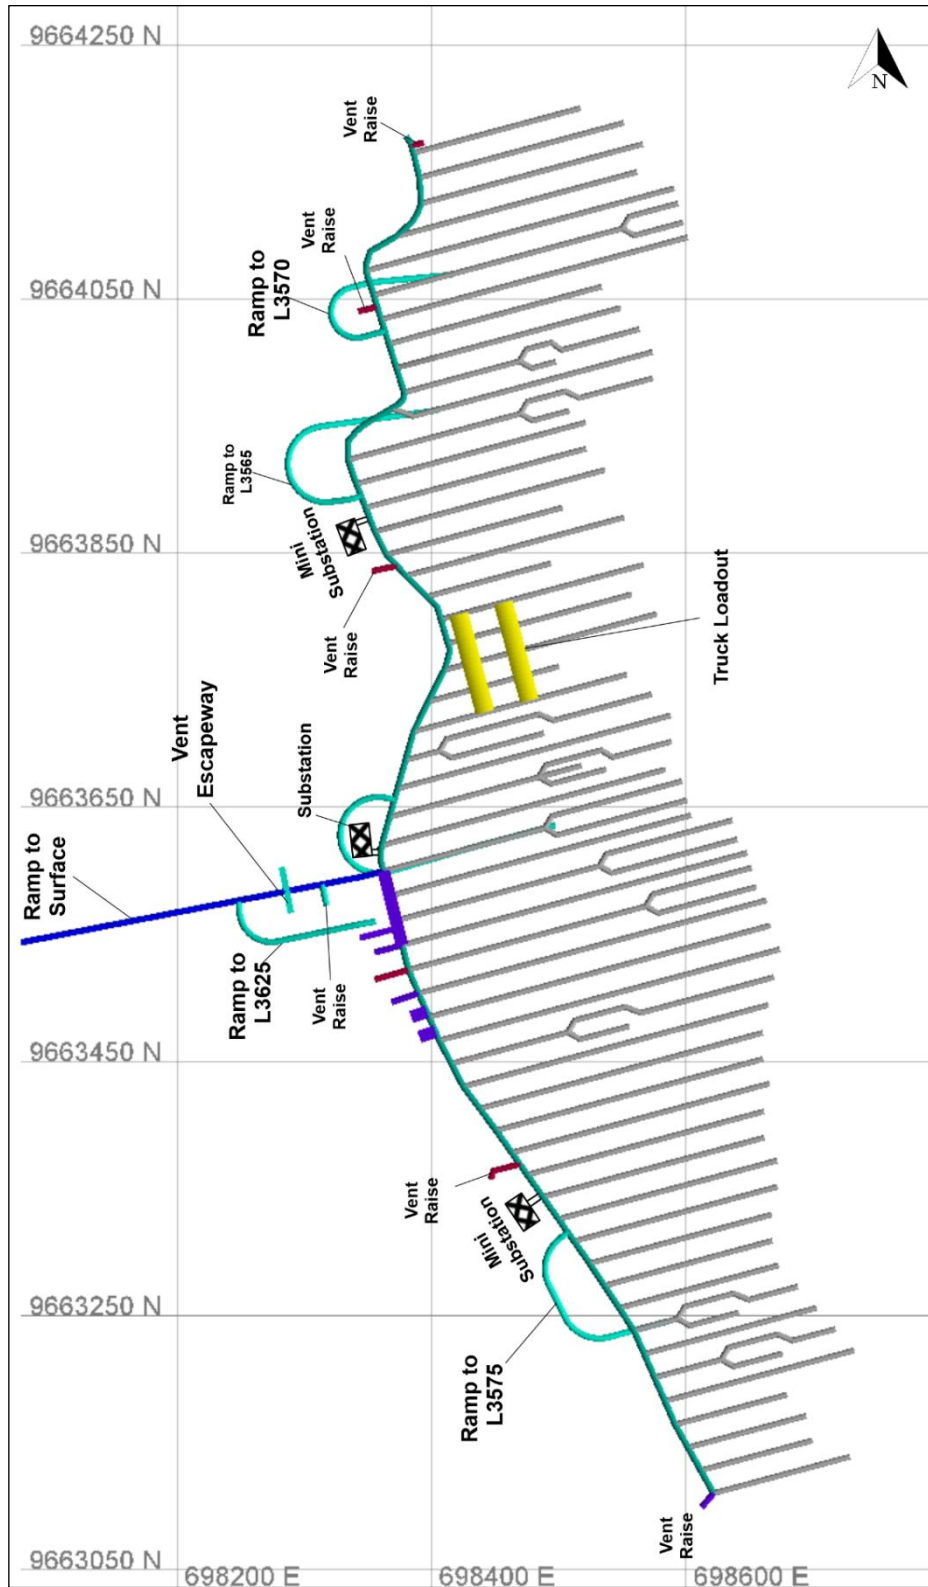 9664250 N
N
Vent
Raise
Vent
Raise
Ramp to
L3570
9664050 N
Ramp to
L3565
Mini
Substation
9663850 N
Vent
Raise
Truck Loadout
Vent
Escapeway
Substation
9663650 N
Ramp to
Surface
Ramp to
L3625
Vent
Raise
9663450 N
Vent
Raise
Mini
Substation
9663250 N
Ramp to
L3575
Vent
Raise
9663050 N
698200 E
698400 E
698600 E